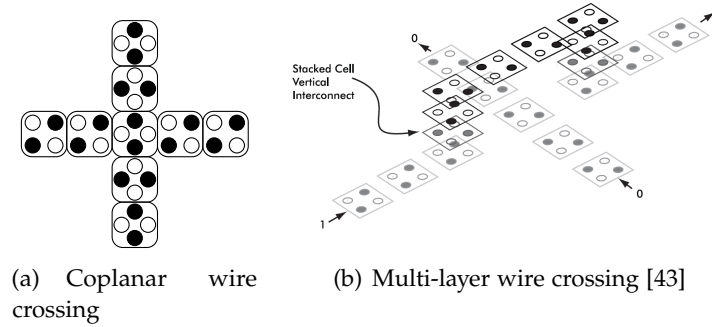 0
Stacked Cell
Vertical
Interconnect
1
0
(a) Coplanar wire
crossing
(b) Multi-layer wire crossing [43]